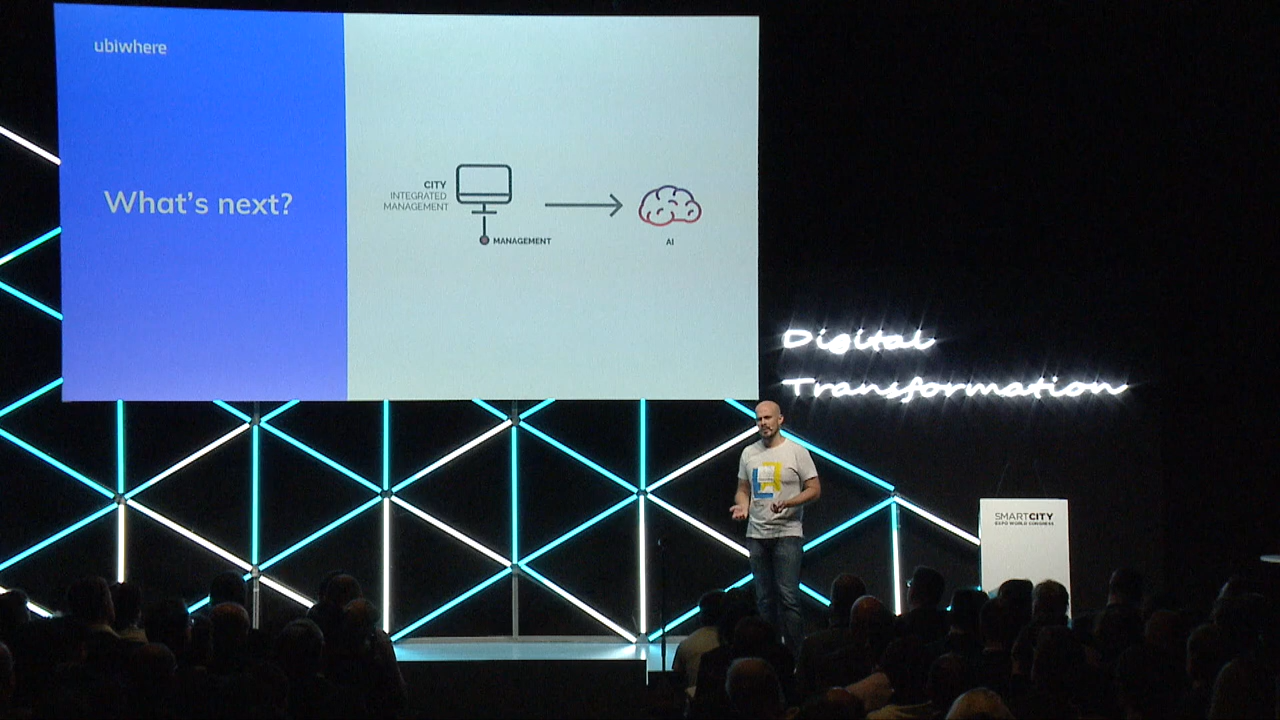 ubiwhere
What's next?
CITY
INTEGRATED
MANAGEMENT
MANAGEMENT
AI
Digital
Transformation
SMARTCITY
EXPO WORLD CONGRESS